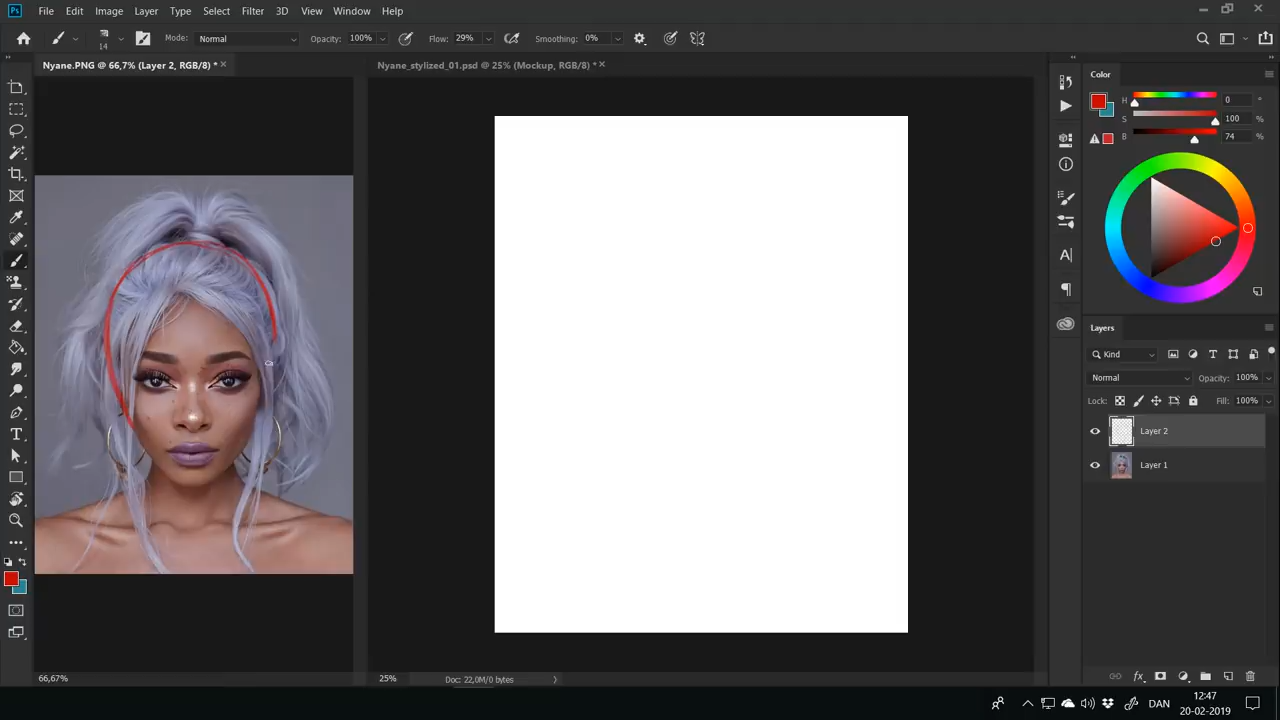 Ps File Edit Image Layer Type Select Filter 3D View Window Help
14 Mode: Normal Opacity: 100% Flow: 29% Smoothing: 0%
Nyane.PNG @ 66,7% (Layer 2, RGB/8) * Nyane_stylized_01.psd @ 25% (Mockup, RGB/8) *
Color
H 0 °
S 100 %
B 74 %
Layers
Kind
Normal Opacity: 100%
Lock: Fill: 100%
Layer 2
Layer 1
66,67% 25% Doc: 22,0M/0 bytes
DAN 12:47
20-02-2019